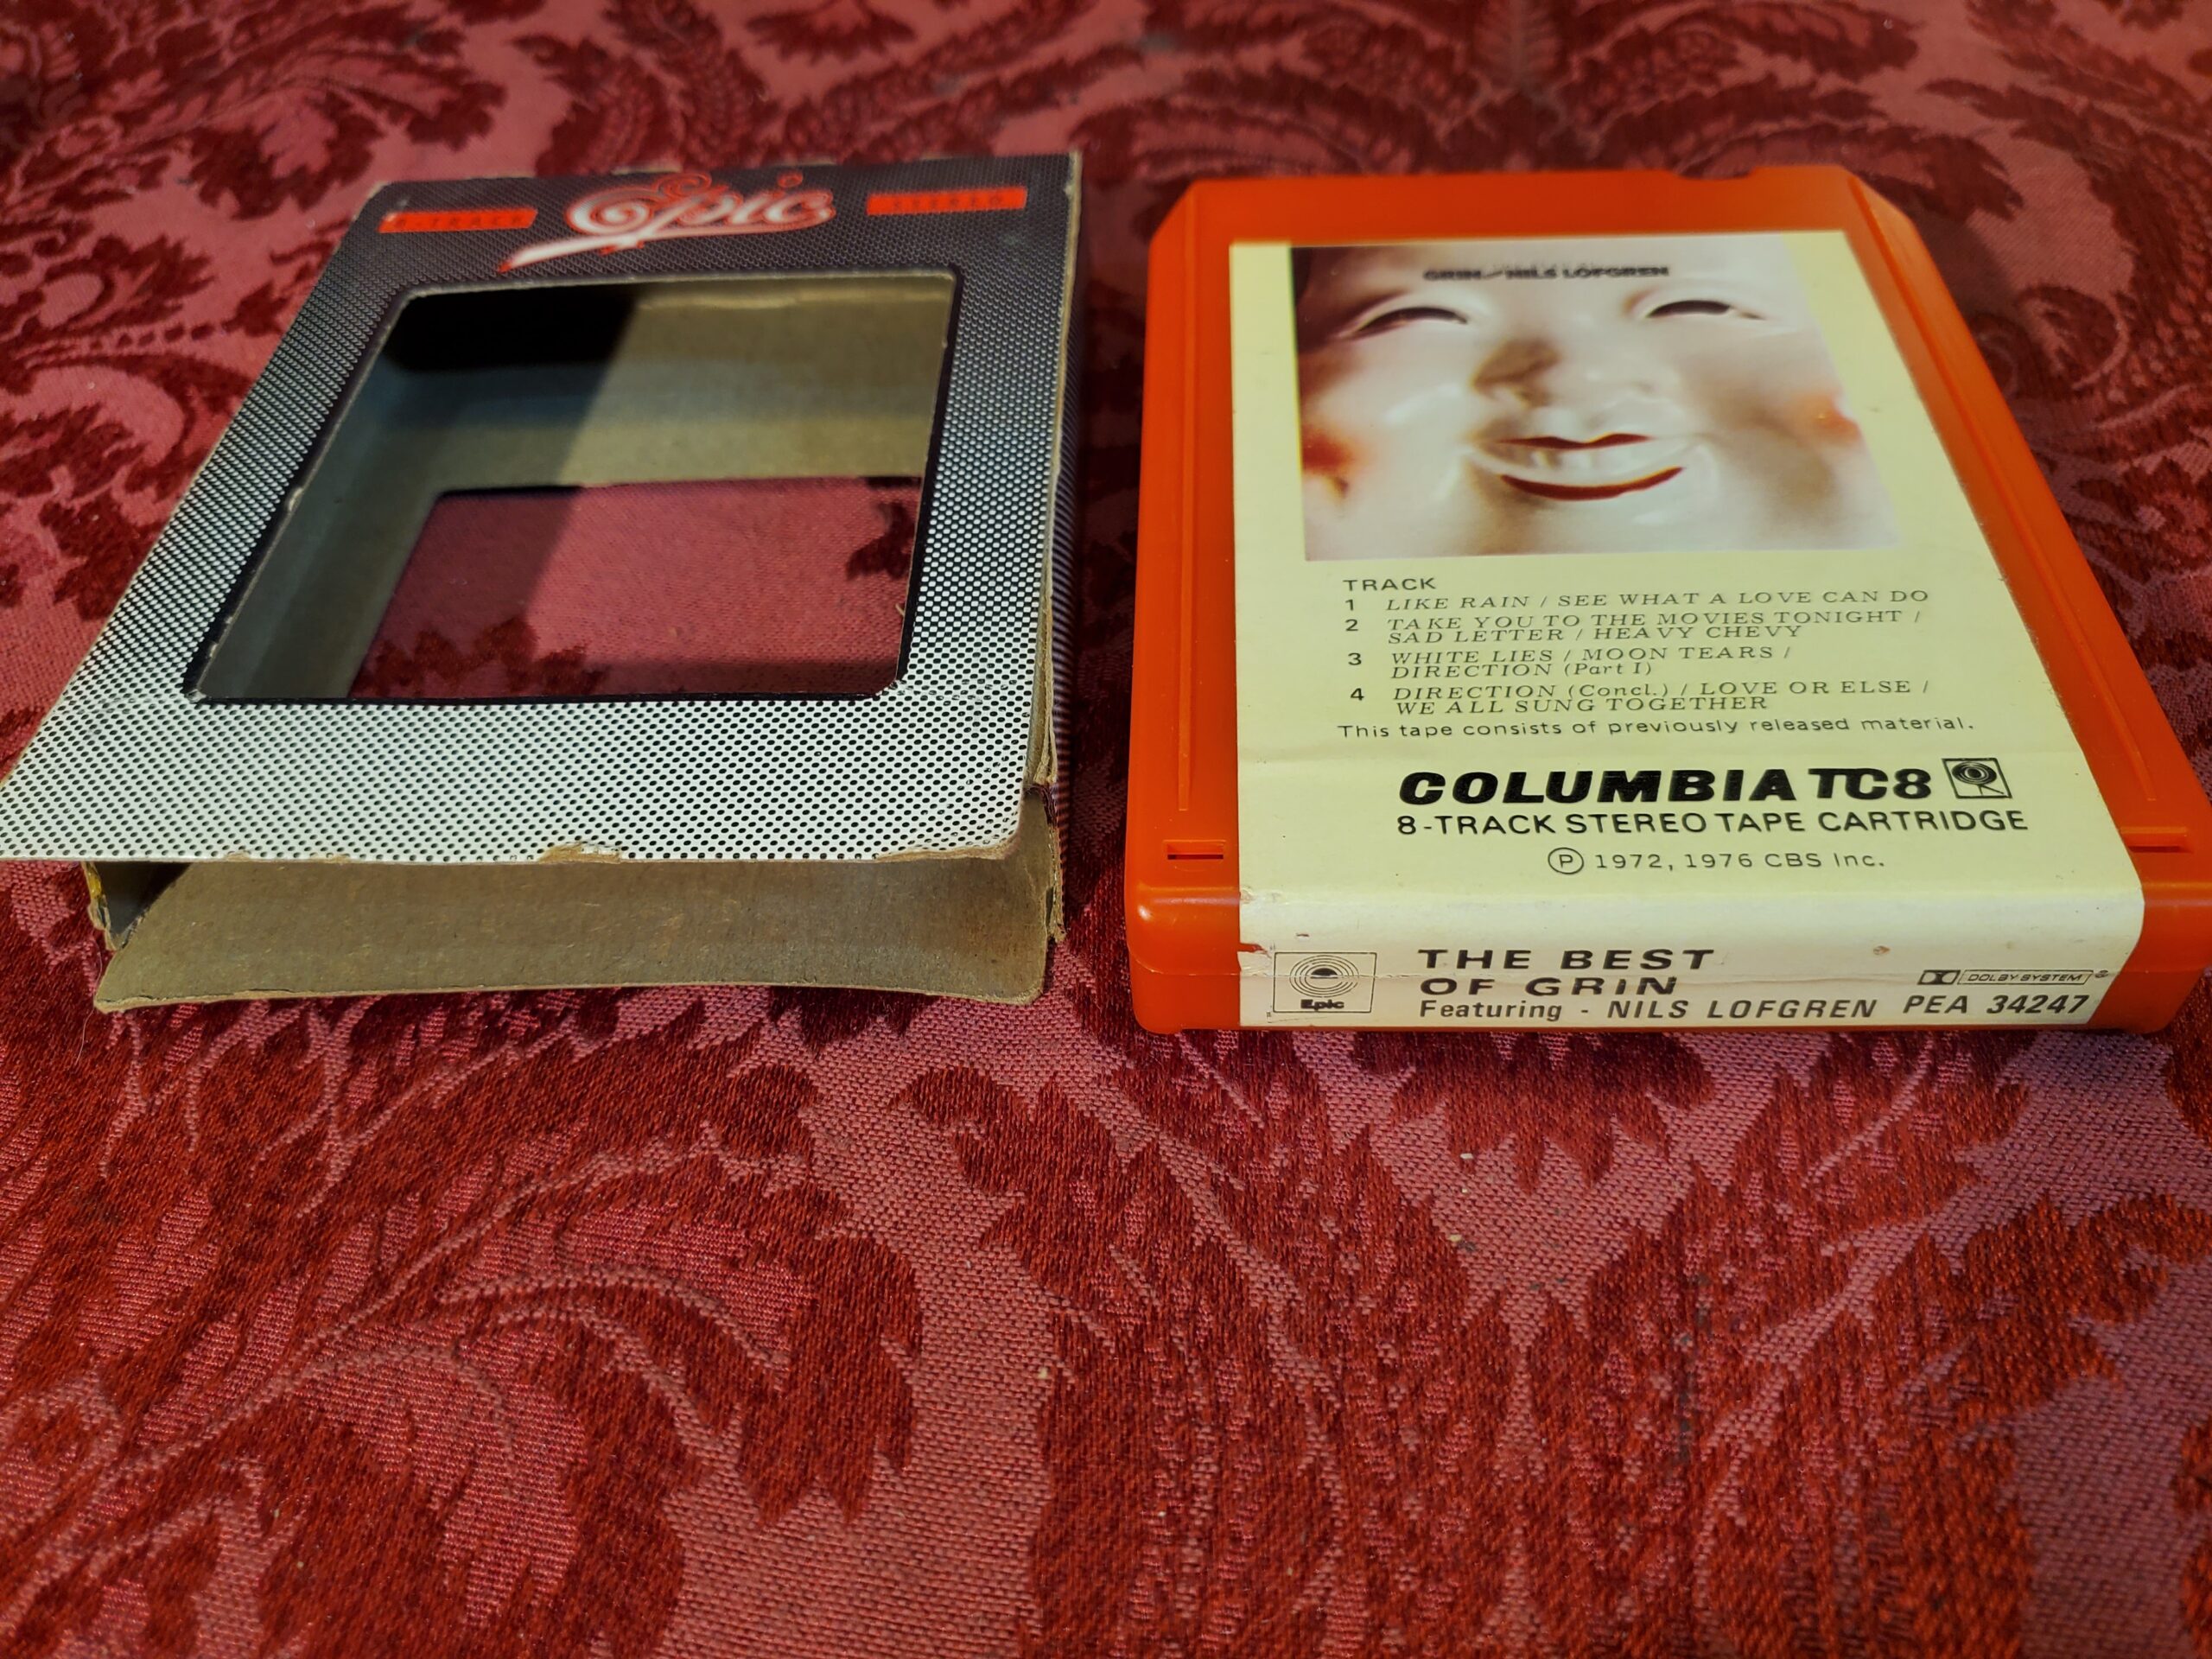 8-TRACK
Epic
STEREO
GRIN NILS LOFGREN
TRACK
1 LIKE RAIN / SEE WHAT A LOVE CAN DO
2 TAKE YOU TO THE MOVIES TONIGHT /
SAD LETTER / HEAVY CHEVY
3 WHITE LIES / MOON TEARS /
DIRECTION (Part I)
4 DIRECTION (Concl.) / LOVE OR ELSE /
WE ALL SUNG TOGETHER
This tape consists of previously released material.
COLUMBIA TC8
8-TRACK STEREO TAPE CARTRIDGE
Ⓟ 1972, 1976 CBS Inc.
Epic
THE BEST
OF GRIN
Featuring - NILS LOFGREN
DOLBY SYSTEM®
PEA 34247